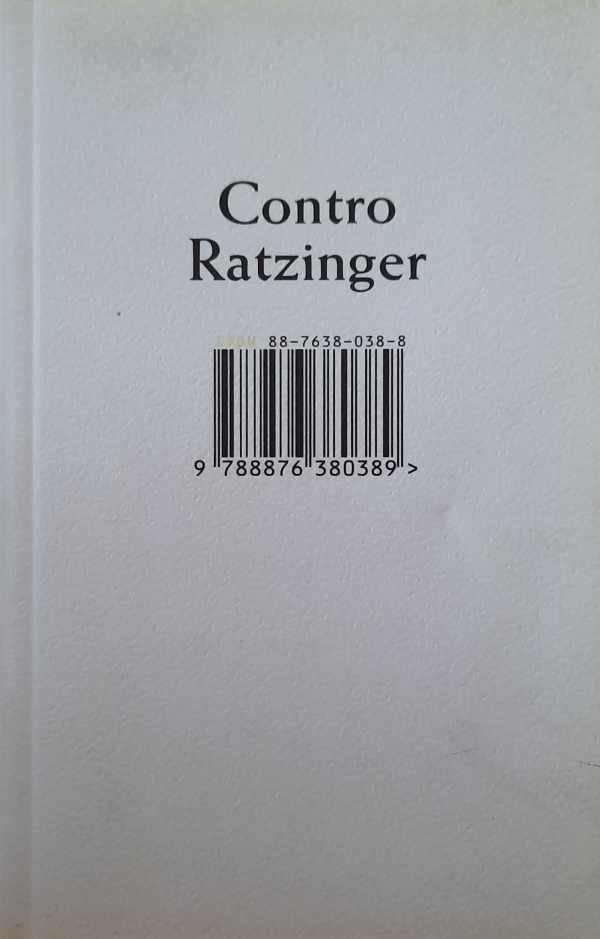 Contro
Ratzinger
ISBN 88-7638-038-8
9 788876 380389 >